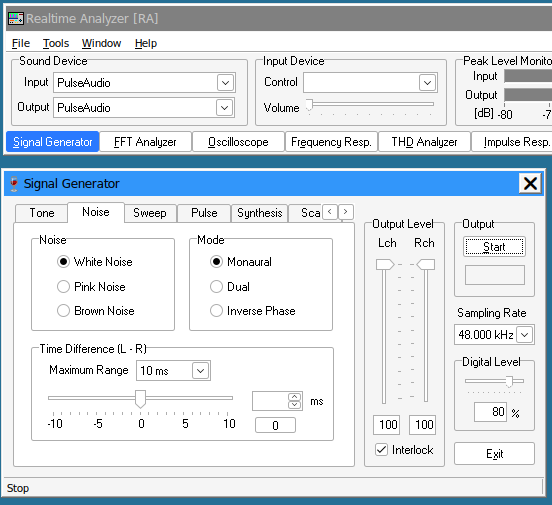 Realtime Analyzer [RA]
File Tools Window Help
Sound Device
Input PulseAudio
Output PulseAudio
Input Device
Control
Volume
Peak Level Monito
Input
Output
[dB] -80 -7
Signal Generator FFT Analyzer Oscilloscope Frequency Resp. THD Analyzer Impulse Resp.
Signal Generator
Tone Noise Sweep Pulse Synthesis Sca
Noise
White Noise
Pink Noise
Brown Noise
Mode
Monaural
Dual
Inverse Phase
Time Difference (L - R)
Maximum Range 10 ms
-10 -5 0 5 10
ms
0
Output Level
Lch Rch
100 100
Interlock
Output
Start
Sampling Rate
48.000 kHz
Digital Level
80 %
Exit
Stop